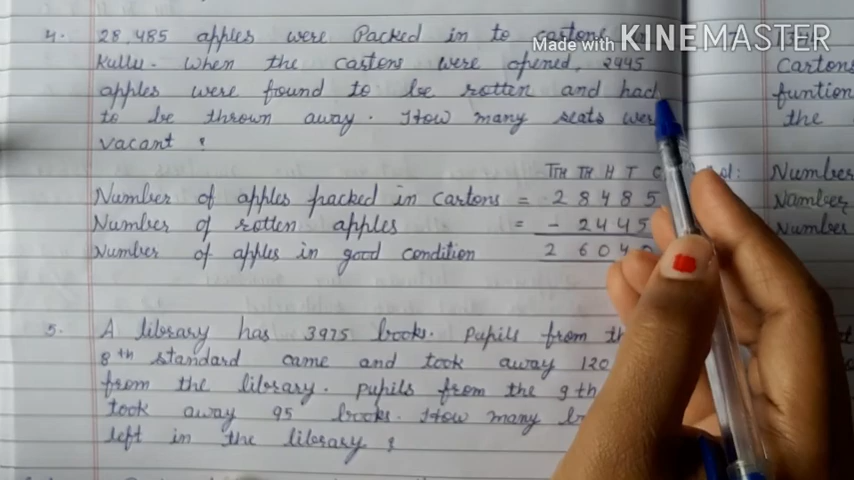 Made with KINEMASTER
4. 28,485 apples were Packed in to cartons
Kullu. When the cartons were opened, 2445
apples were found to be rotten and had
to be thrown away. How many seats wer
vacant ?
TTH TH H T
Number of apples packed in cartons = 2 8 4 8 5
Number of rotten apples = - 2 4 4 5
Number of apples in good condition 2 6 0 4
5. A library has 3975 books. Pupils from th
8th standard came and took away 120
from the library. Pupils from the 9th
took away 95 books. How many b
left in the library ?
Cartons
funtion
the
Number
Number
Number